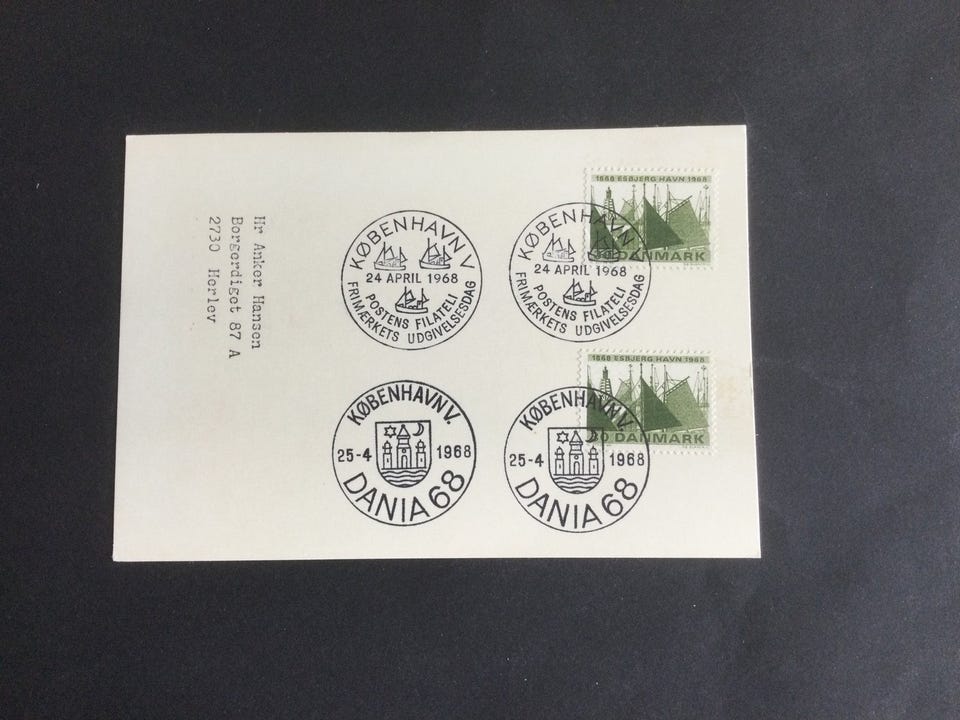 Hr Anker Hansen
Borgerdiget 87 A
2730 Herlev
KØBENHAVN V
24 APRIL 1968
POSTENS FILATELI
FRIMÆRKETS UDGIVELSESDAG
KØBENHAVN V
24 APRIL 1968
POSTENS FILATELI
FRIMÆRKETS UDGIVELSESDAG
1868 ESBJERG HAVN 1968
30 DANMARK
KØBENHAVN V.
25-4 1968
DANIA 68
KØBENHAVN V.
25-4 1968
DANIA 68
1868 ESBJERG HAVN 1968
30 DANMARK